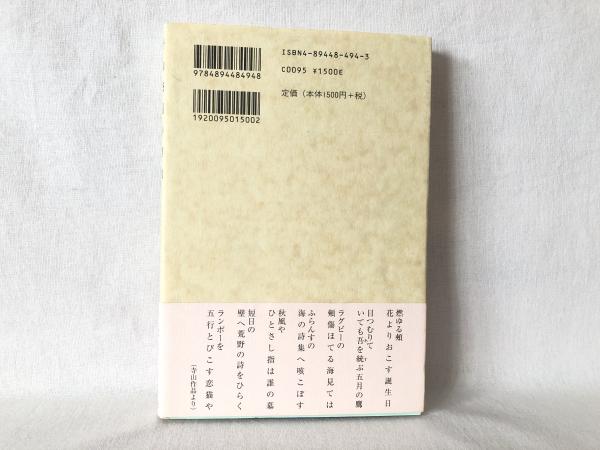 ISBN4-89448-494-3
9784894484948
C0095 ¥1500E
定価(本体1500円+税)
1920095015002
燃ゆる頬
花よりおこす誕生日
目つむりて
いても吾を統ぶ五月の鷹
ラグビーの
頬傷ほてる海見ては
ふらんすの
海の詩集へ咳こぼす
秋風や
ひとさし指は誰の墓
短日の
壁へ荒野の詩をひらく
ランボーを
五行とびこす恋猫や
(寺山作品より)